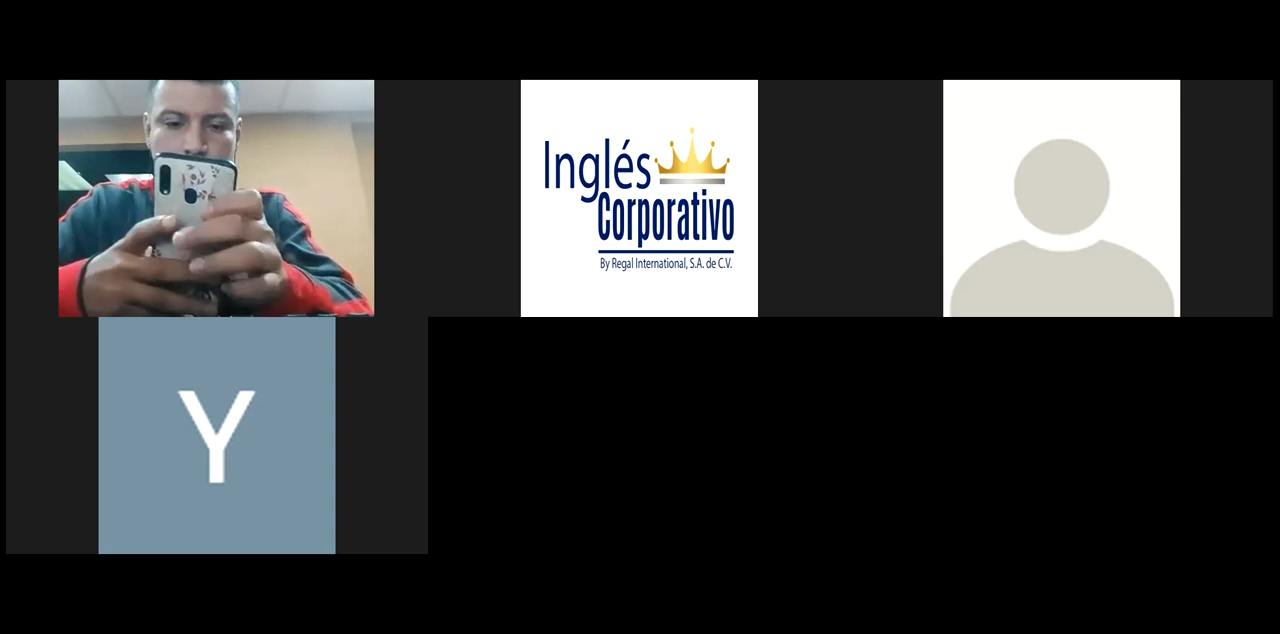 Inglés
Corporativo
By Regal International, S.A. de C.V.
Y